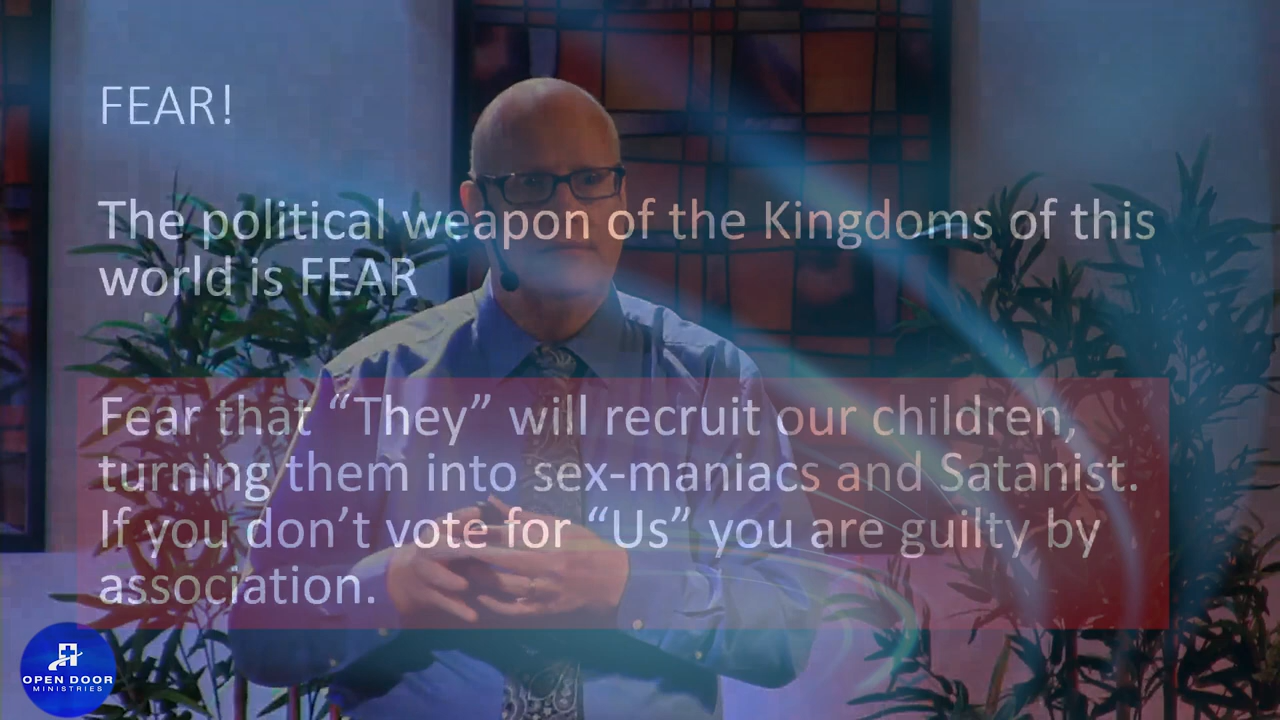 FEAR!
The political weapon of the Kingdoms of this
world is FEAR
Fear that “They” will recruit our children,
turning them into sex-maniacs and Satanist.
If you don’t vote for “Us” you are guilty by
association.
OPEN DOOR
MINISTRIES